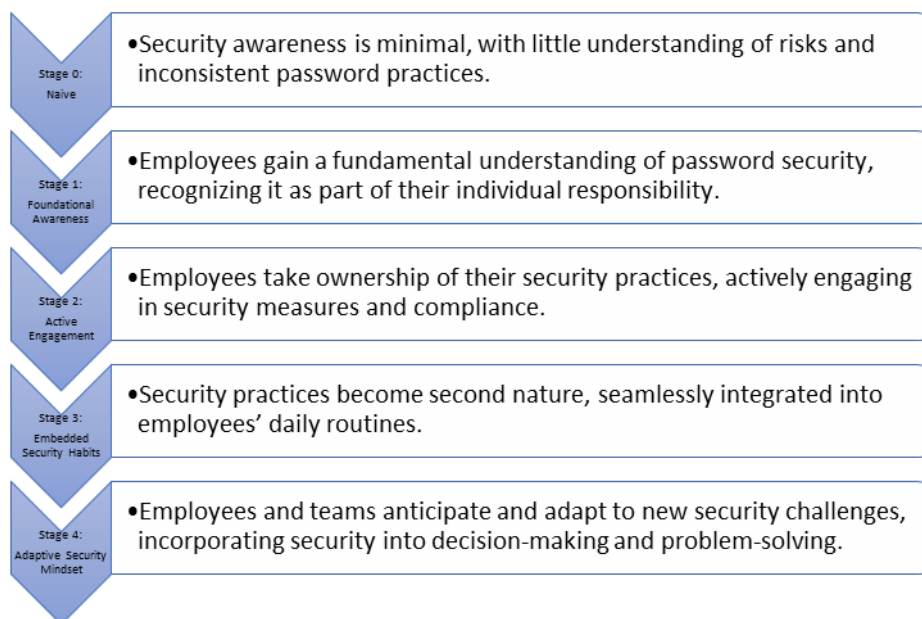 Stage 0:
Naïve
•Security awareness is minimal, with little understanding of risks and
inconsistent password practices.
Stage 1:
Foundational
Awareness
•Employees gain a fundamental understanding of password security,
recognizing it as part of their individual responsibility.
Stage 2:
Active
Engagement
•Employees take ownership of their security practices, actively engaging
in security measures and compliance.
Stage 3:
Embedded
Security Habits
•Security practices become second nature, seamlessly integrated into
employees’ daily routines.
Stage 4:
Adaptive Security
Mindset
•Employees and teams anticipate and adapt to new security challenges,
incorporating security into decision-making and problem-solving.